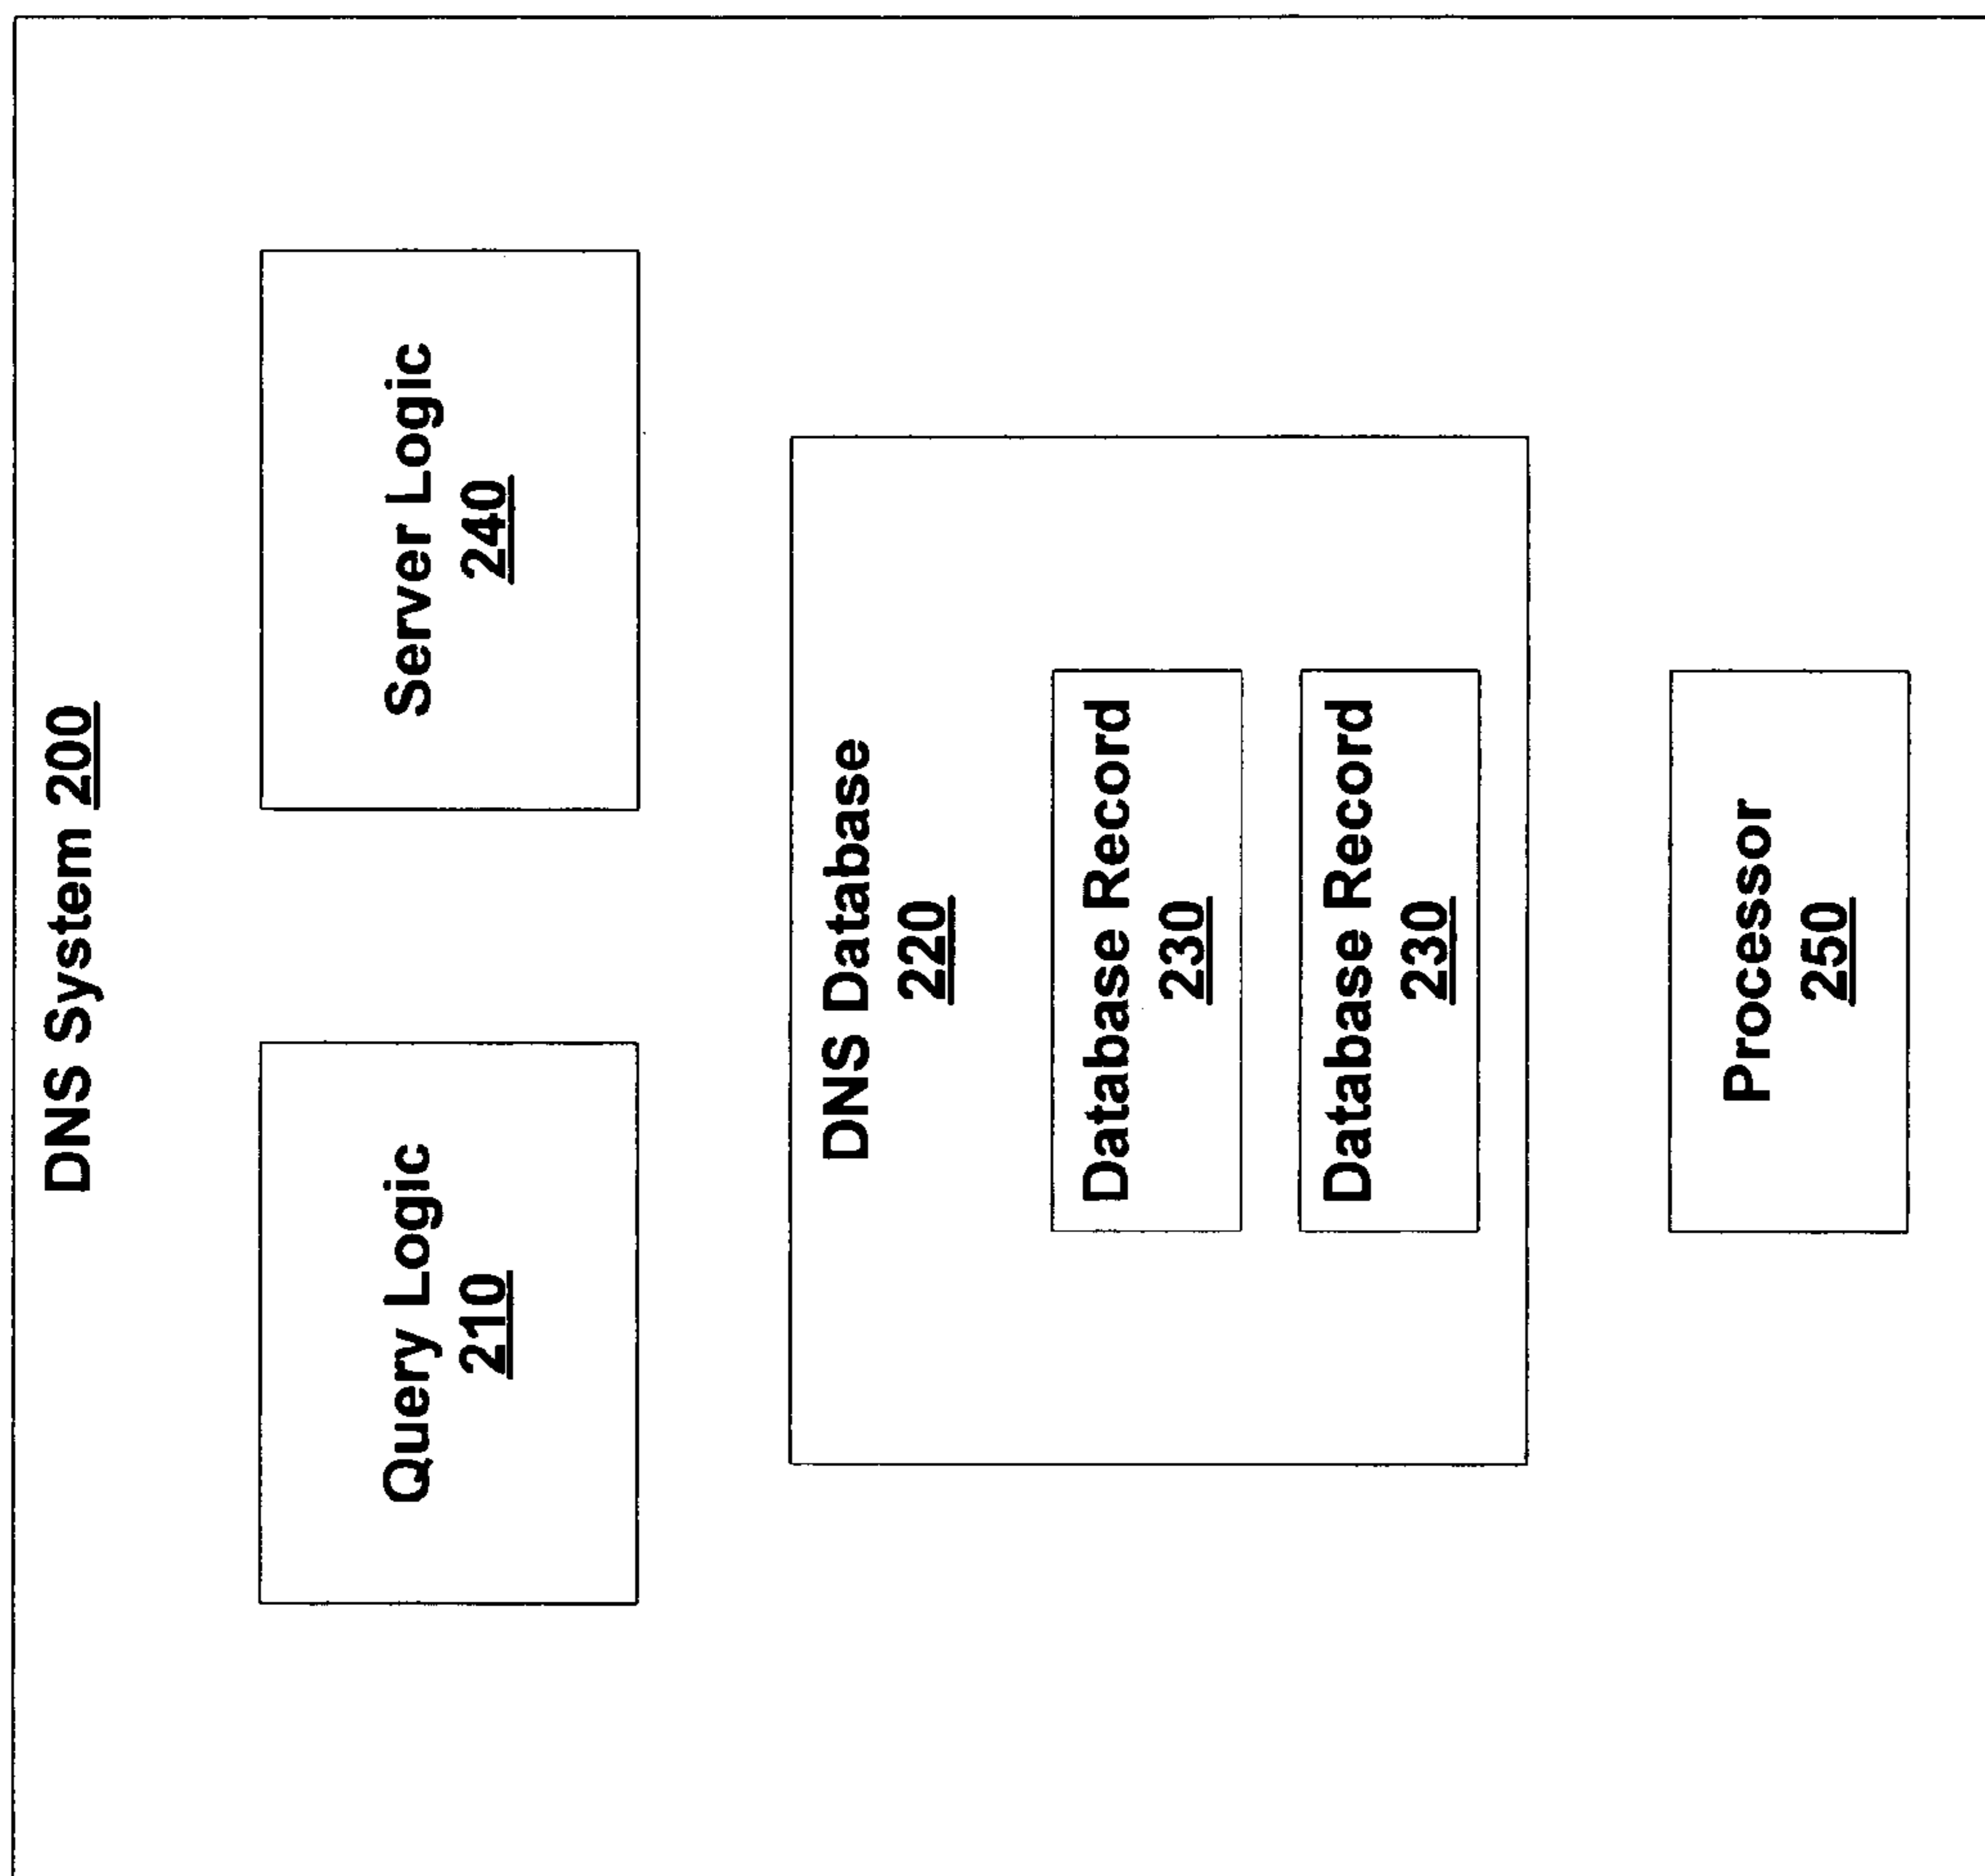 DNS System 200
Query Logic
210
Server Logic
240
DNS Database
220
Database Record
230
Database Record
230
Processor
250